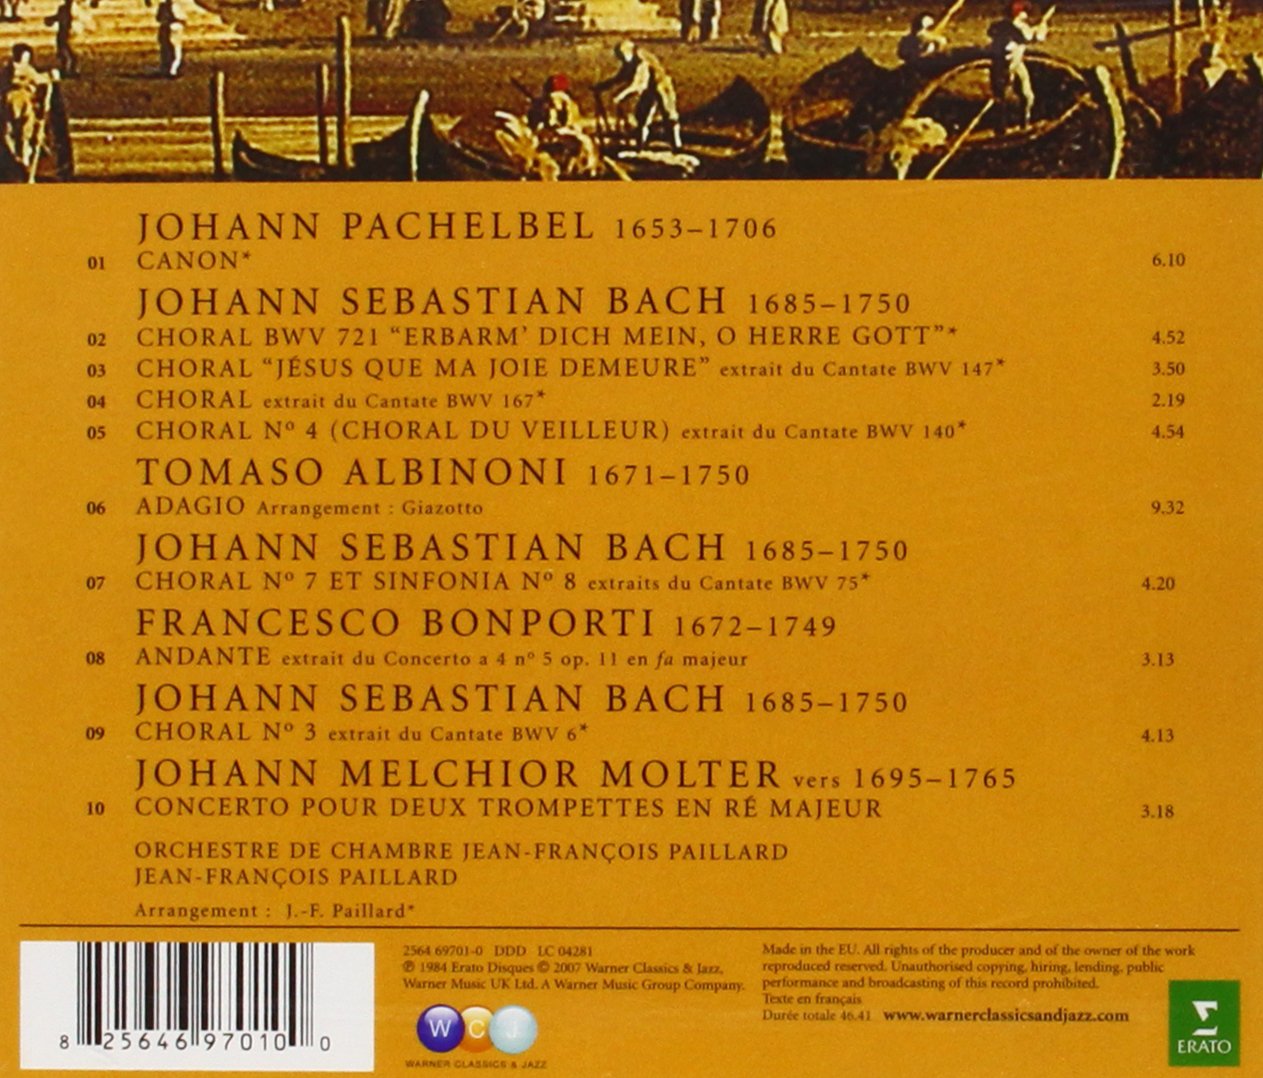 JOHANN PACHELBEL 1653–1706
01 CANON* 6.10
JOHANN SEBASTIAN BACH 1685–1750
02 CHORAL BWV 721 “ERBARM’ DICH MEIN, O HERRE GOTT”* 4.52
03 CHORAL “JÉSUS QUE MA JOIE DEMEURE” extrait du Cantate BWV 147* 3.50
04 CHORAL extrait du Cantate BWV 167* 2.19
05 CHORAL Nº 4 (CHORAL DU VEILLEUR) extrait du Cantate BWV 140* 4.54
TOMASO ALBINONI 1671–1750
06 ADAGIO Arrangement : Giazotto 9.32
JOHANN SEBASTIAN BACH 1685–1750
07 CHORAL Nº 7 ET SINFONIA Nº 8 extraits du Cantate BWV 75* 4.20
FRANCESCO BONPORTI 1672–1749
08 ANDANTE extrait du Concerto a 4 nº 5 op. 11 en fa majeur 3.13
JOHANN SEBASTIAN BACH 1685–1750
09 CHORAL Nº 3 extrait du Cantate BWV 6* 4.13
JOHANN MELCHIOR MOLTER vers 1695–1765
10 CONCERTO POUR DEUX TROMPETTES EN RÉ MAJEUR 3.18
ORCHESTRE DE CHAMBRE JEAN-FRANÇOIS PAILLARD
JEAN-FRANÇOIS PAILLARD
Arrangement : J.-F. Paillard*
8 25646 97010 0
2564 69701-0 DDD LC 04281
℗ 1984 Erato Disques © 2007 Warner Classics & Jazz,
Warner Music UK Ltd. A Warner Music Group Company.
WCJ
WARNER CLASSICS & JAZZ
Made in the EU. All rights of the producer and of the owner of the work
reproduced reserved. Unauthorised copying, hiring, lending, public
performance and broadcasting of this record prohibited.
Texte en français
Durée totale 46.41 www.warnerclassicsandjazz.com
ERATO